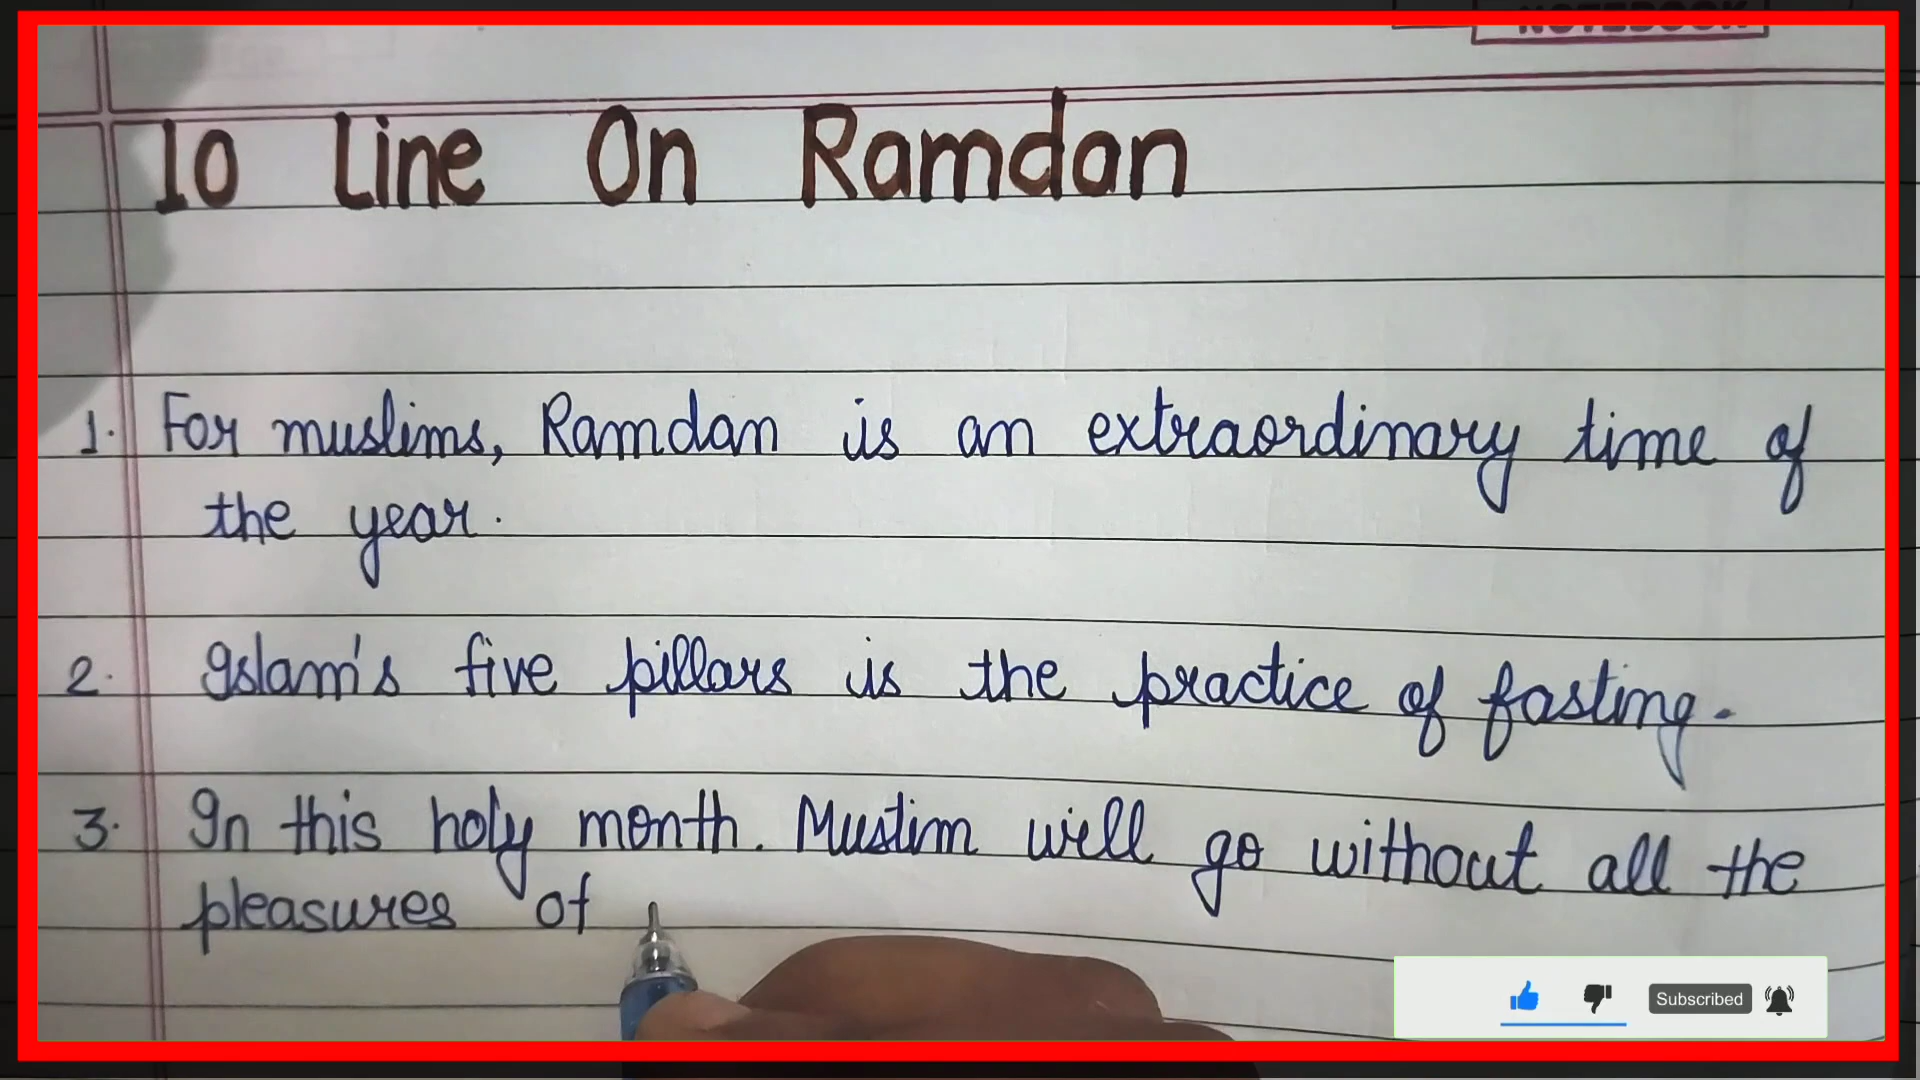 NOTEBOOK
10 Line On Ramdan
1. For muslims, Ramdan is an extraordinary time of
the year.
2. Islam's five pillars is the practice of fasting.
3. In this holy month. Muslim will go without all the
pleasures of
Subscribed